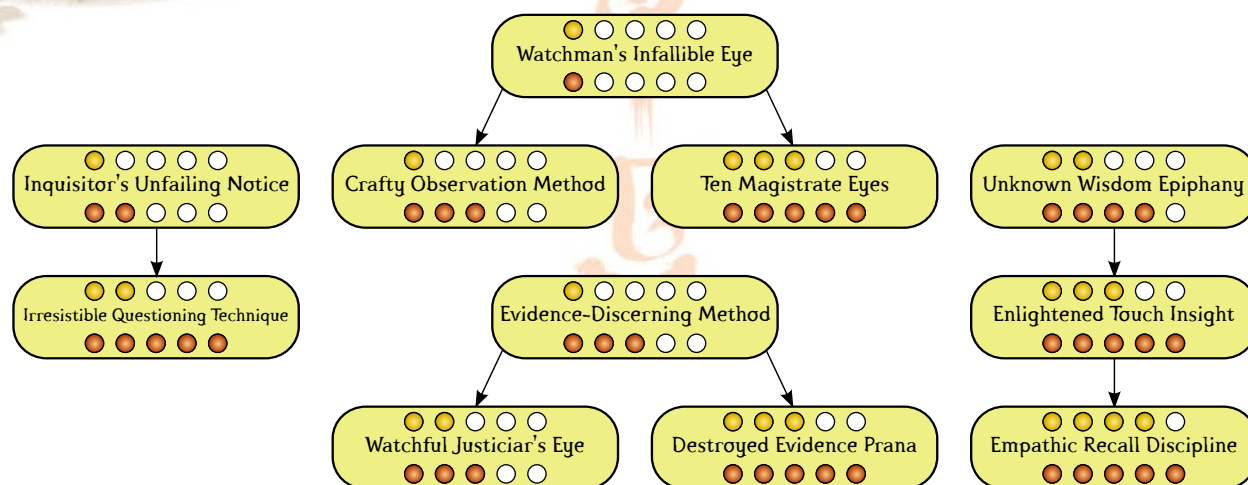 Watchman's Infallible Eye
Inquisitor's Unfailing Notice
Crafty Observation Method
Ten Magistrate Eyes
Unknown Wisdom Epiphany
Irresistible Questioning Technique
Evidence-Discerning Method
Enlightened Touch Insight
Watchful Justiciar's Eye
Destroyed Evidence Prana
Empathic Recall Discipline